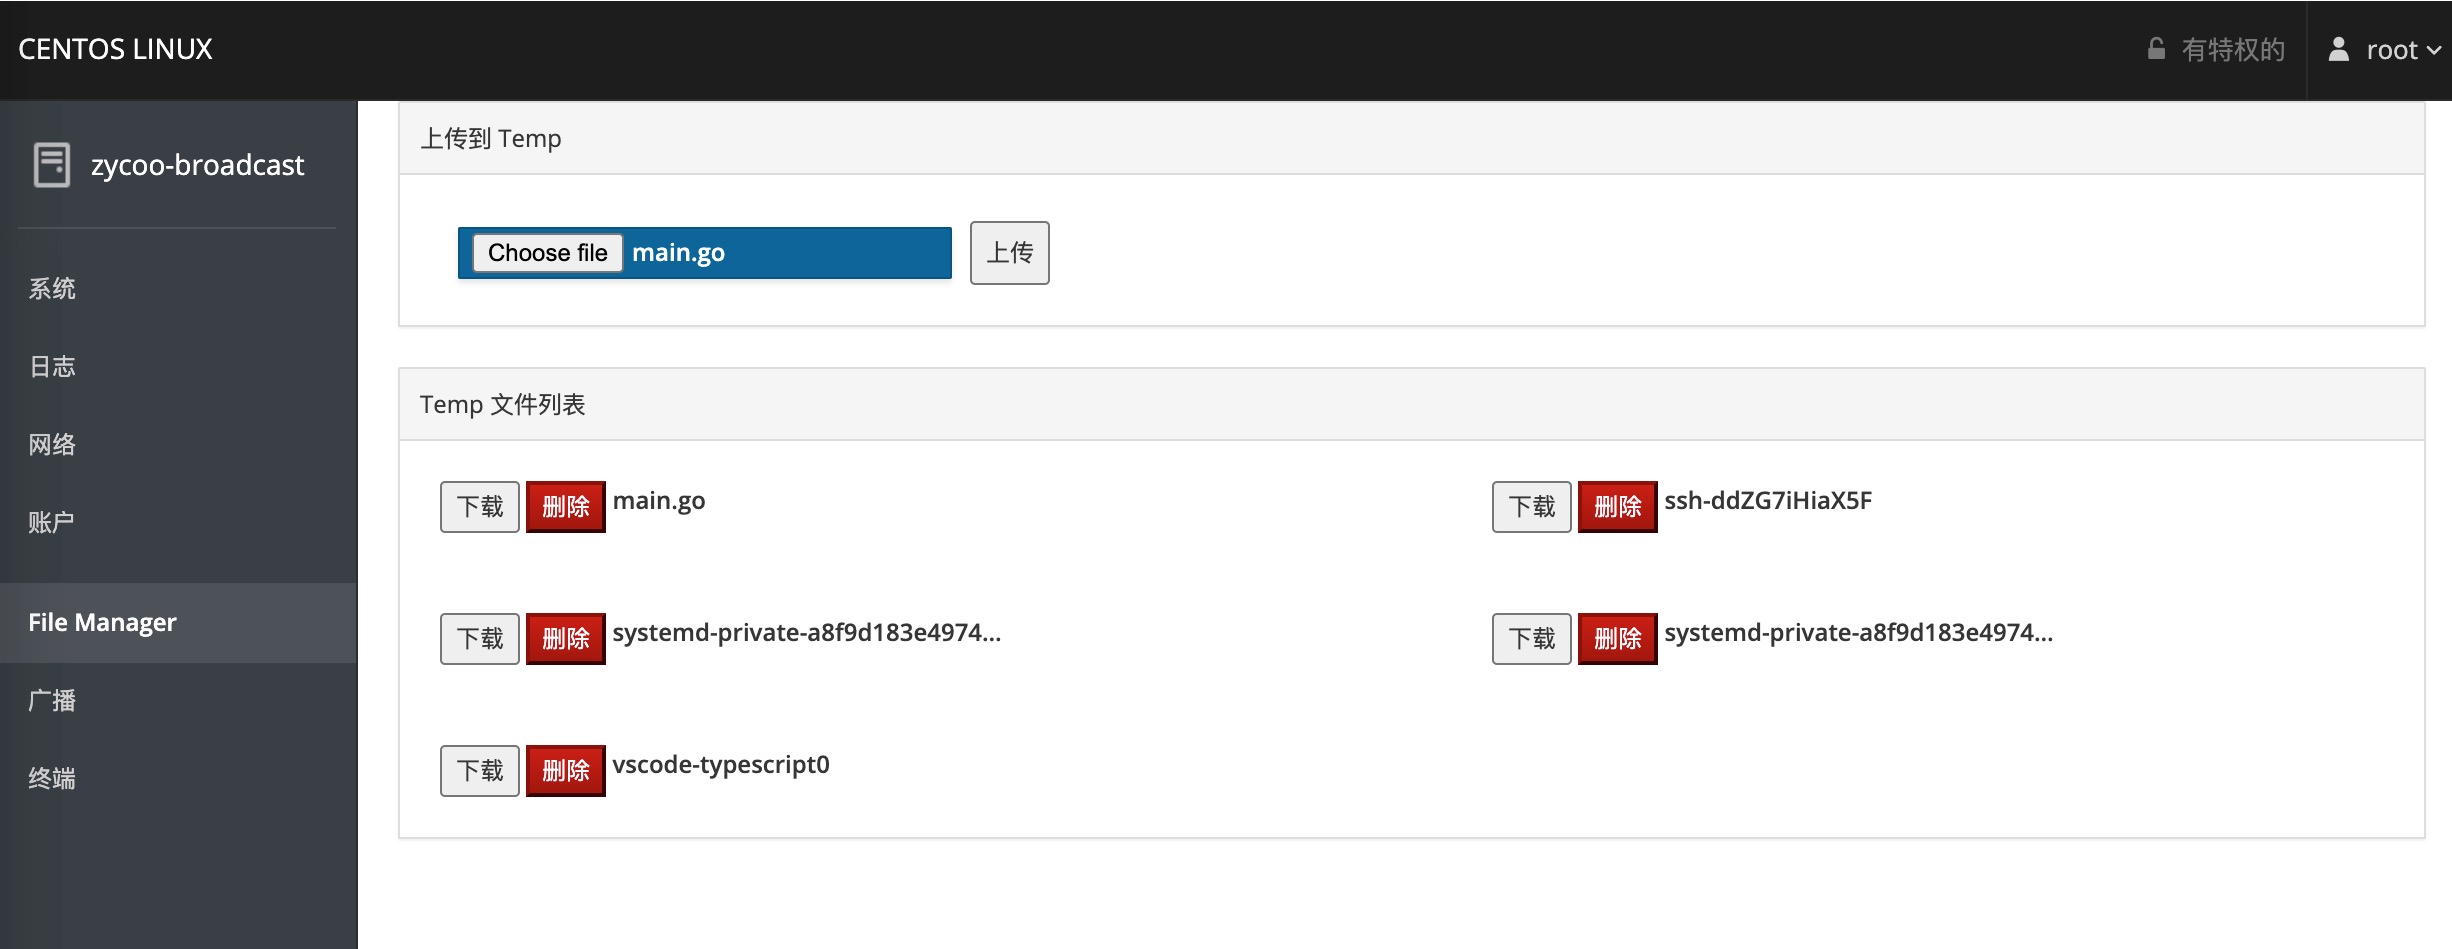 CENTOS LINUX
有特权的
root
zycoo-broadcast
系统
日志
网络
账户
File Manager
广播
终端
上传到 Temp
Choose file main.go
上传
Temp 文件列表
下载 删除 main.go
下载 删除 ssh-ddZG7iHiaX5F
下载 删除 systemd-private-a8f9d183e4974...
下载 删除 systemd-private-a8f9d183e4974...
下载 删除 vscode-typescript0